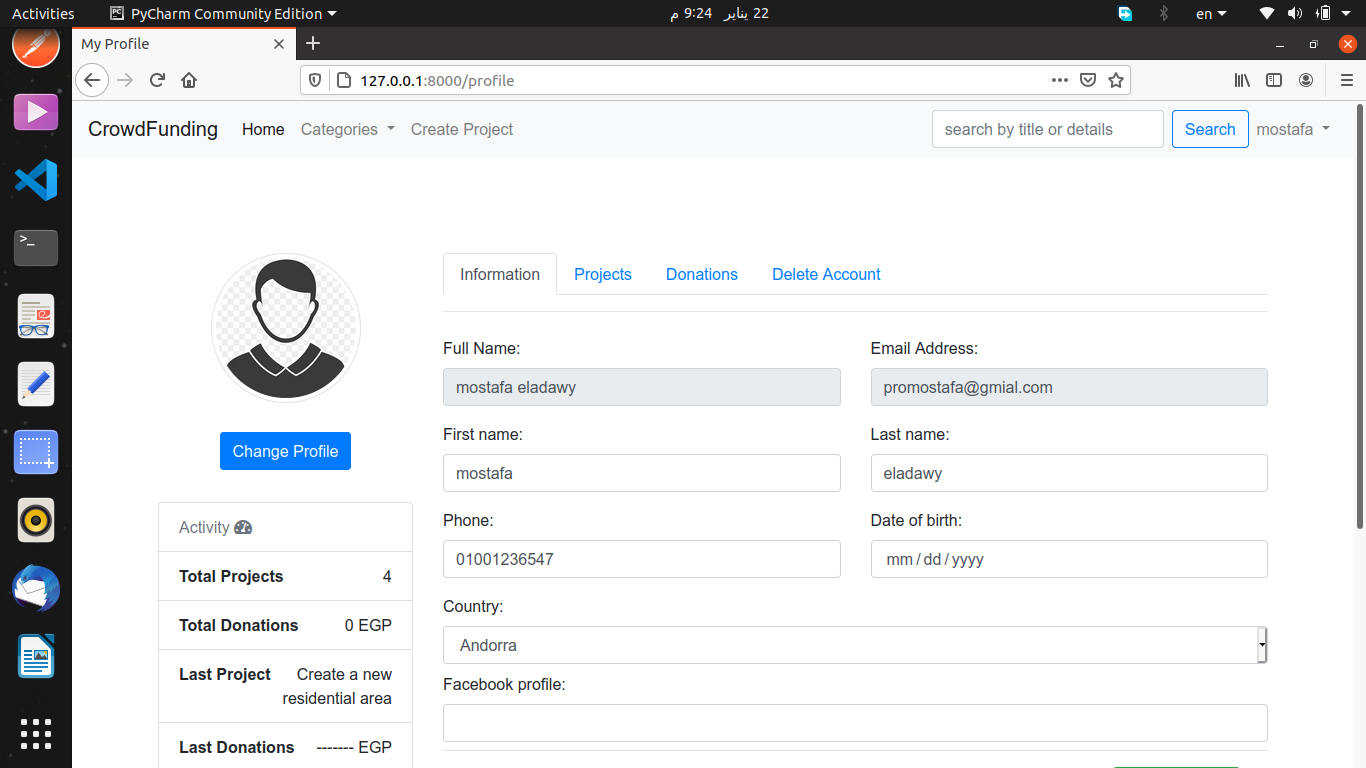 Activities PyCharm Community Edition 22 يناير 9:24 م en
My Profile
127.0.0.1:8000/profile
CrowdFunding Home Categories Create Project search by title or details Search mostafa
Information Projects Donations Delete Account
Full Name: Email Address:
mostafa eladawy promostafa@gmial.com
First name: Last name:
mostafa eladawy
Phone: Date of birth:
01001236547 mm / dd / yyyy
Country:
Andorra
Facebook profile:
Change Profile
Activity
Total Projects 4
Total Donations 0 EGP
Last Project Create a new
residential area
Last Donations ------- EGP